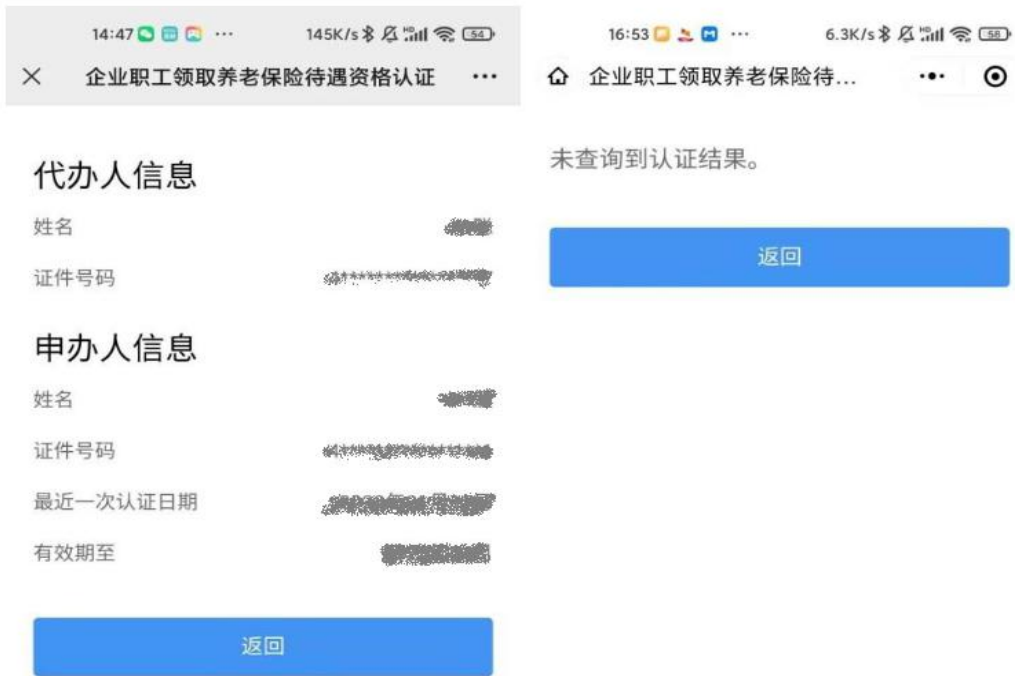 14:47 ··· 145K/s HD 54
企业职工领取养老保险待遇资格认证 ···
代办人信息
姓名
证件号码
申办人信息
姓名
证件号码
最近一次认证日期
有效期至
返回
16:53 ··· 6.3K/s HD 58
企业职工领取养老保险待...
未查询到认证结果。
返回